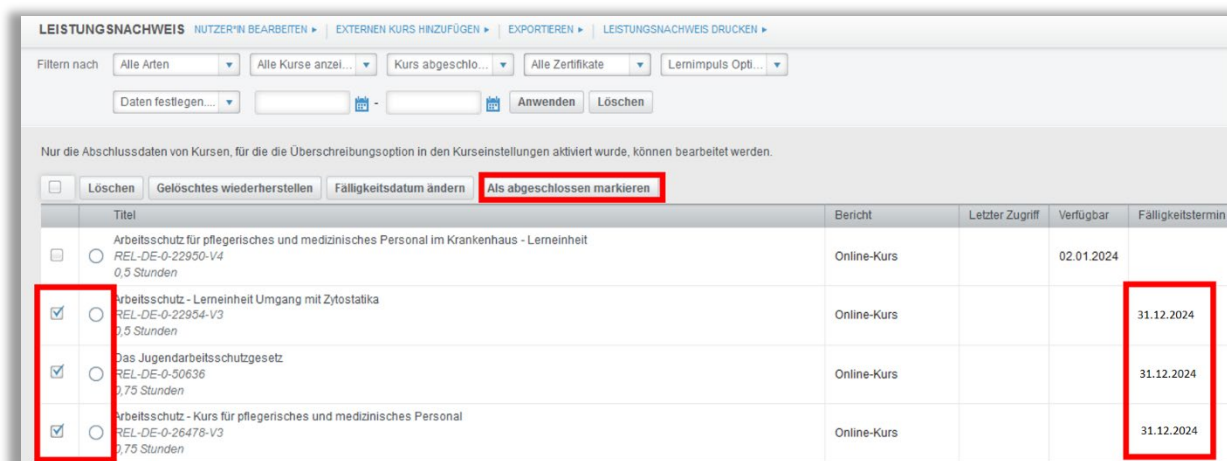 LEISTUNGSNACHWEIS NUTZER*IN BEARBEITEN ▸ | EXTERNEN KURS HINZUFÜGEN ▸ | EXPORTIEREN ▸ | LEISTUNGSNACHWEIS DRUCKEN ▸
Filtern nach Alle Arten Alle Kurse anzei... Kurs abgeschlo... Alle Zertifikate Lernimpuls Opti...
Daten festlegen.... - Anwenden Löschen
Nur die Abschlussdaten von Kursen, für die die Überschreibungsoption in den Kurseinstellungen aktiviert wurde, können bearbeitet werden.
Löschen Gelöschtes wiederherstellen Fälligkeitsdatum ändern Als abgeschlossen markieren
Titel Bericht Letzter Zugriff Verfügbar Fälligkeitstermin
Arbeitsschutz für pflegerisches und medizinisches Personal im Krankenhaus - Lerneinheit
REL-DE-0-22950-V4 Online-Kurs 02.01.2024
0,5 Stunden
Arbeitsschutz - Lerneinheit Umgang mit Zytostatika
REL-DE-0-22954-V3 Online-Kurs 31.12.2024
0,5 Stunden
Das Jugendarbeitsschutzgesetz
REL-DE-0-50636 Online-Kurs 31.12.2024
0,75 Stunden
Arbeitsschutz - Kurs für pflegerisches und medizinisches Personal
REL-DE-0-26478-V3 Online-Kurs 31.12.2024
0,75 Stunden